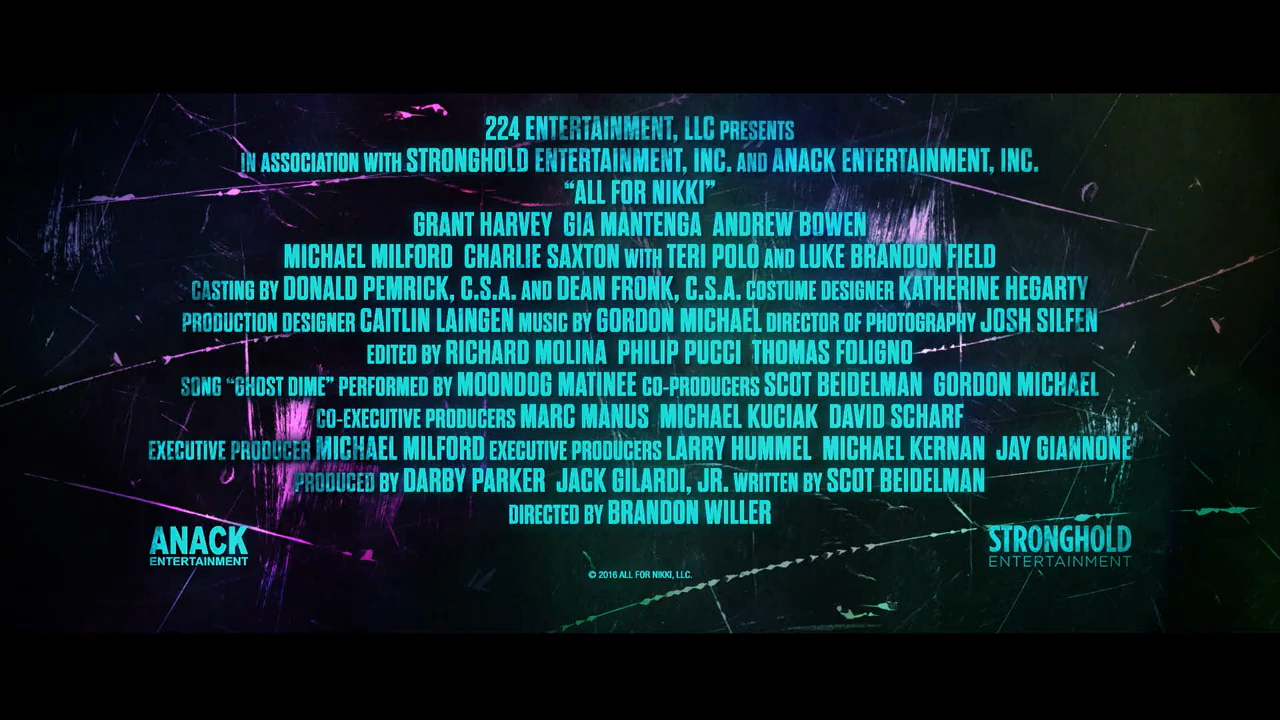 224 ENTERTAINMENT, LLC PRESENTS
IN ASSOCIATION WITH STRONGHOLD ENTERTAINMENT, INC. AND ANACK ENTERTAINMENT, INC.
“ALL FOR NIKKI”
GRANT HARVEY GIA MANTENGA ANDREW BOWEN
MICHAEL MILFORD CHARLIE SAXTON WITH TERI POLO AND LUKE BRANDON FIELD
CASTING BY DONALD PEMRICK, C.S.A. AND DEAN FRONK, C.S.A. COSTUME DESIGNER KATHERINE HEGARTY
PRODUCTION DESIGNER CAITLIN LAINGEN MUSIC BY GORDON MICHAEL DIRECTOR OF PHOTOGRAPHY JOSH SILFEN
EDITED BY RICHARD MOLINA PHILIP PUCCI THOMAS FOLIGNO
SONG “GHOST DIME” PERFORMED BY MOONDOG MATINEE CO-PRODUCERS SCOT BEIDELMAN GORDON MICHAEL
CO-EXECUTIVE PRODUCERS MARC MANUS MICHAEL KUCIAK DAVID SCHARF
EXECUTIVE PRODUCER MICHAEL MILFORD EXECUTIVE PRODUCERS LARRY HUMMEL MICHAEL KERNAN JAY GIANNONE
PRODUCED BY DARBY PARKER JACK GILARDI, JR. WRITTEN BY SCOT BEIDELMAN
DIRECTED BY BRANDON WILLER
ANACK
ENTERTAINMENT
STRONGHOLD
ENTERTAINMENT
© 2016 ALL FOR NIKKI, LLC.